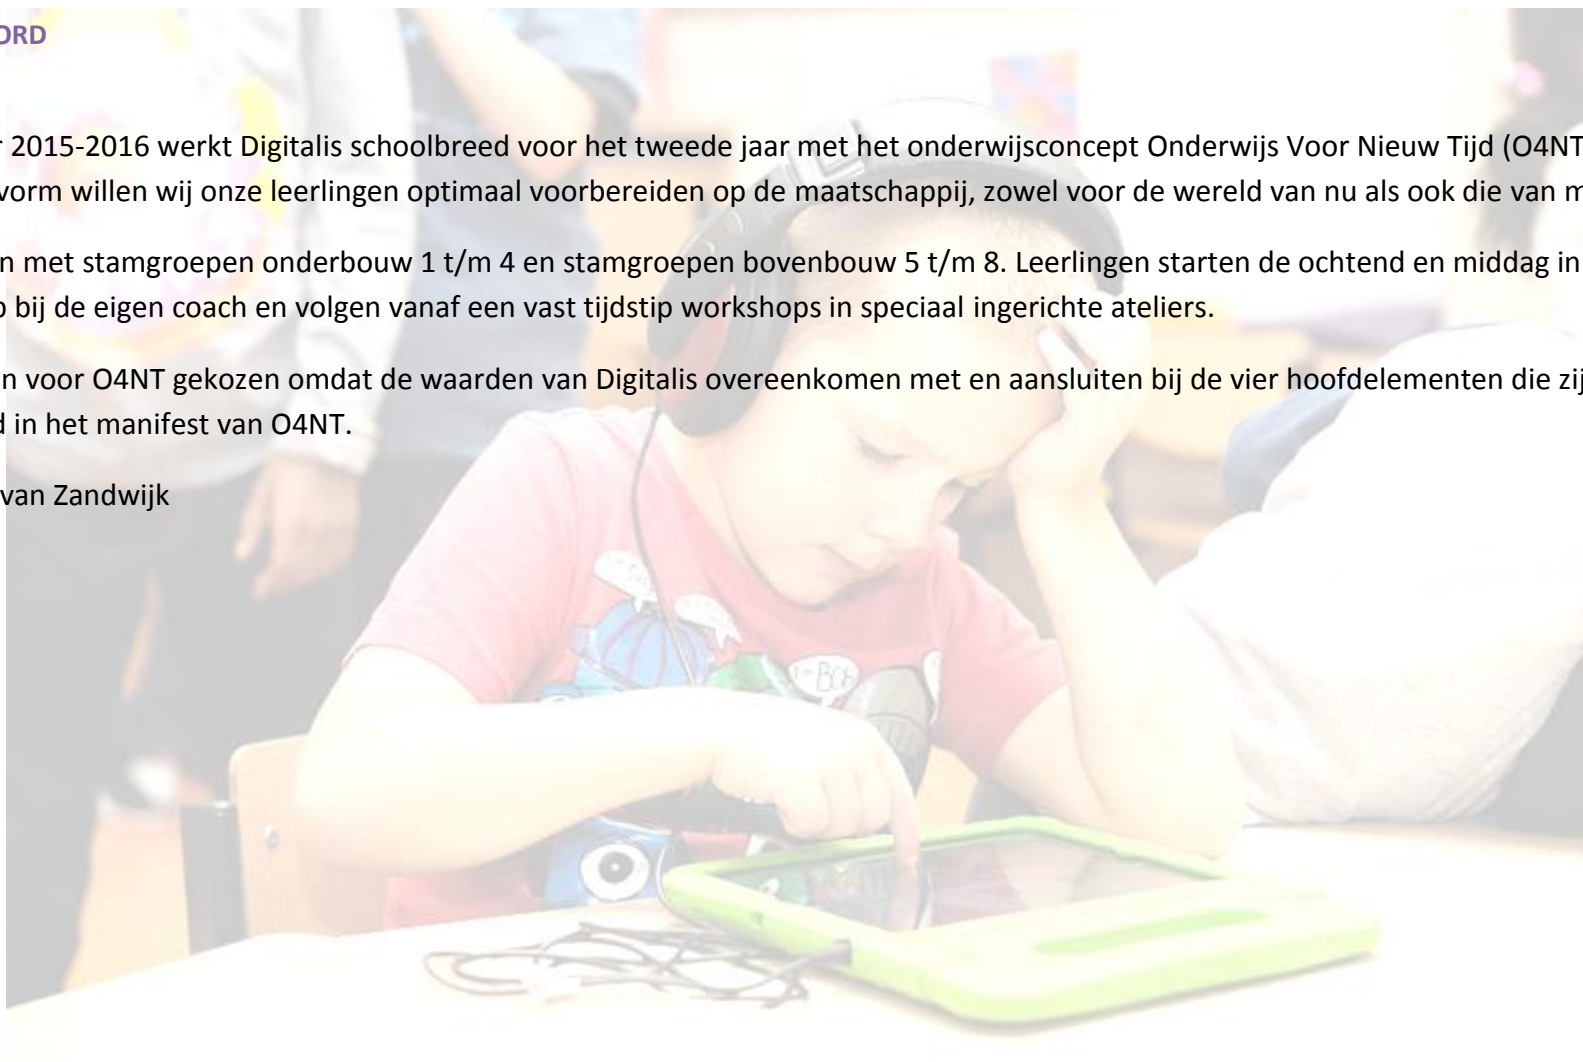 ORD
2015-2016 werkt Digitalis schoolbreed voor het tweede jaar met het onderwijsconcept Onderwijs Voor Nieuw Tijd (O4NT
vorm willen wij onze leerlingen optimaal voorbereiden op de maatschappij, zowel voor de wereld van nu als ook die van m
n met stamgroepen onderbouw 1 t/m 4 en stamgroepen bovenbouw 5 t/m 8. Leerlingen starten de ochtend en middag in
bij de eigen coach en volgen vanaf een vast tijdstip workshops in speciaal ingerichte ateliers.
n voor O4NT gekozen omdat de waarden van Digitalis overeenkomen met en aansluiten bij de vier hoofdelementen die zij
d in het manifest van O4NT.
van Zandwijk